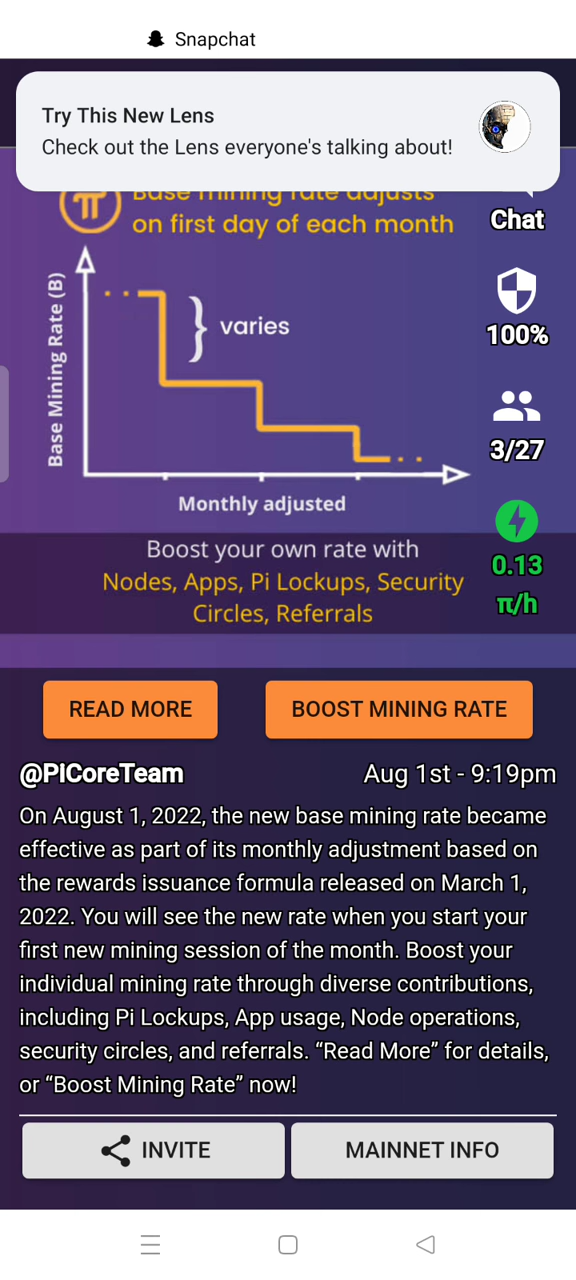 Snapchat
Try This New Lens
Check out the Lens everyone's talking about!
Base mining rate adjusts
on first day of each month
Chat
100%
3/27
0.13
π/h
Base Mining Rate (B)
varies
Monthly adjusted
Boost your own rate with
Nodes, Apps, Pi Lockups, Security
Circles, Referrals
READ MORE
BOOST MINING RATE
@PiCoreTeam
Aug 1st - 9:19pm
On August 1, 2022, the new base mining rate became
effective as part of its monthly adjustment based on
the rewards issuance formula released on March 1,
2022. You will see the new rate when you start your
first new mining session of the month. Boost your
individual mining rate through diverse contributions,
including Pi Lockups, App usage, Node operations,
security circles, and referrals. “Read More” for details,
or “Boost Mining Rate” now!
INVITE
MAINNET INFO